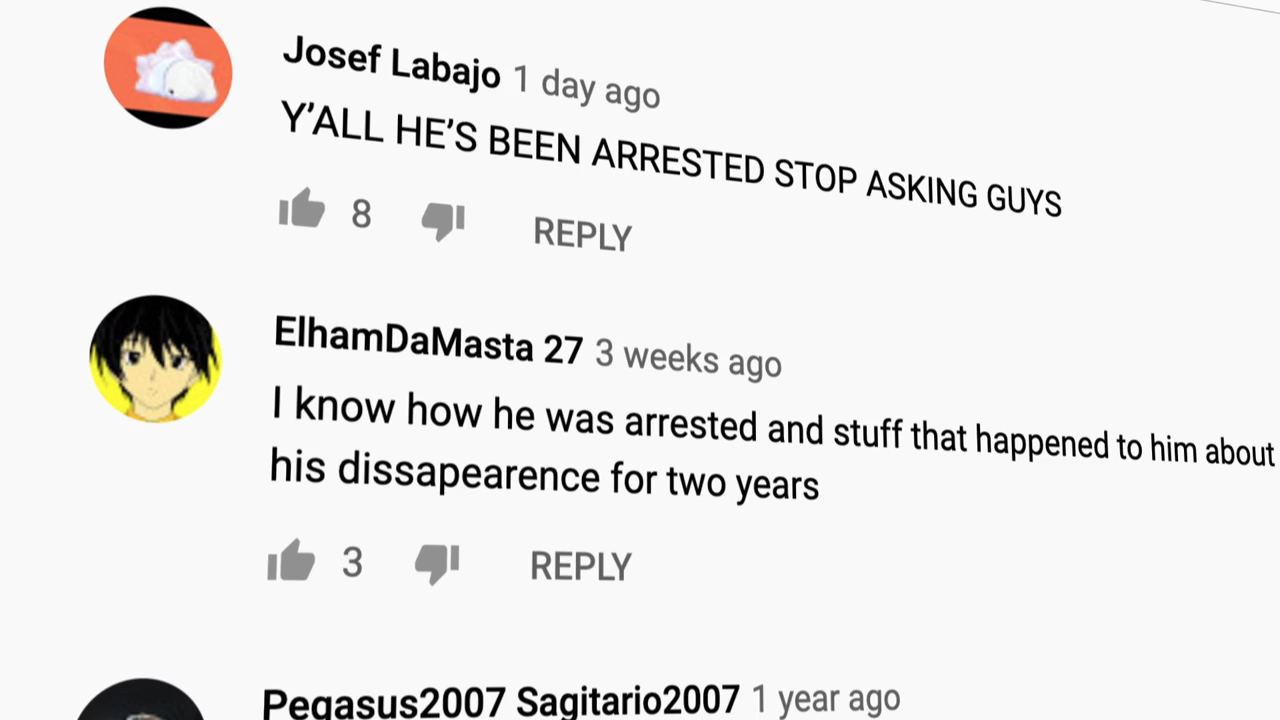 Josef Labajo 1 day ago
Y'ALL HE'S BEEN ARRESTED STOP ASKING GUYS
8 REPLY
ElhamDaMasta 27 3 weeks ago
I know how he was arrested and stuff that happened to him about
his dissapearence for two years
3 REPLY
Pegasus2007 Sagitario2007 1 year ago